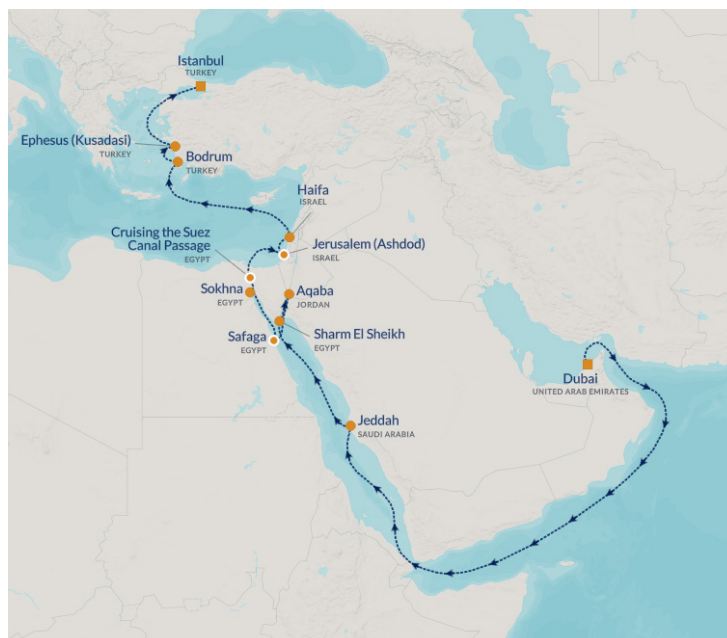 Istanbul
TURKEY
Ephesus (Kusadasi)
TURKEY
Bodrum
TURKEY
Haifa
ISRAEL
Cruising the Suez
Canal Passage
EGYPT
Jerusalem (Ashdod)
ISRAEL
Sokhna
EGYPT
Aqaba
JORDAN
Safaga
EGYPT
Sharm El Sheikh
EGYPT
Dubai
UNITED ARAB EMIRATES
Jeddah
SAUDI ARABIA